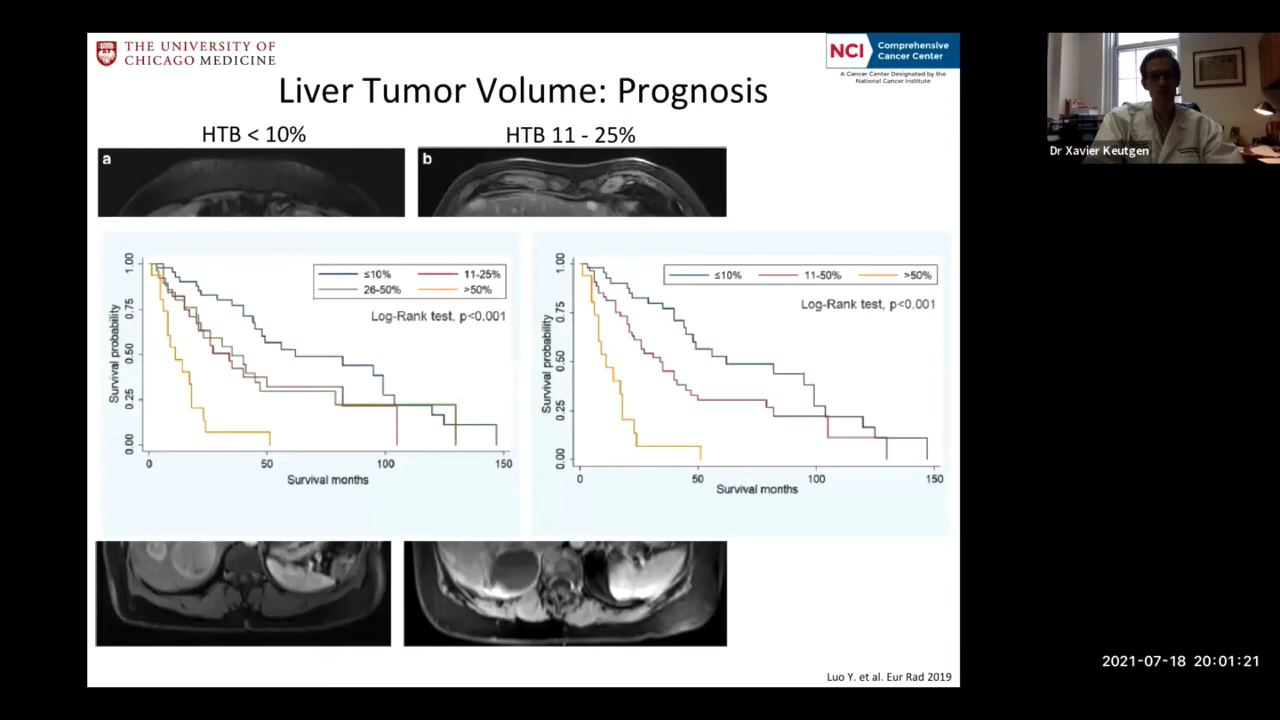 THE UNIVERSITY OF
CHICAGO MEDICINE
NCI
Comprehensive
Cancer Center
A Cancer Center Designated by the
National Cancer Institute
Liver Tumor Volume: Prognosis
HTB < 10%
HTB 11 - 25%
a
b
Dr Xavier Keutgen
≤10%
11-25%
26-50%
>50%
Log-Rank test, p<0.001
Survival probability
1.00
0.75
0.50
0.25
0.00
0
50
100
150
Survival months
≤10%
11-50%
>50%
Log-Rank test, p<0.001
Survival probability
1.00
0.75
0.50
0.25
0.00
0
50
100
150
Survival months
2021-07-18 20:01:21
Luo Y. et al. Eur Rad 2019